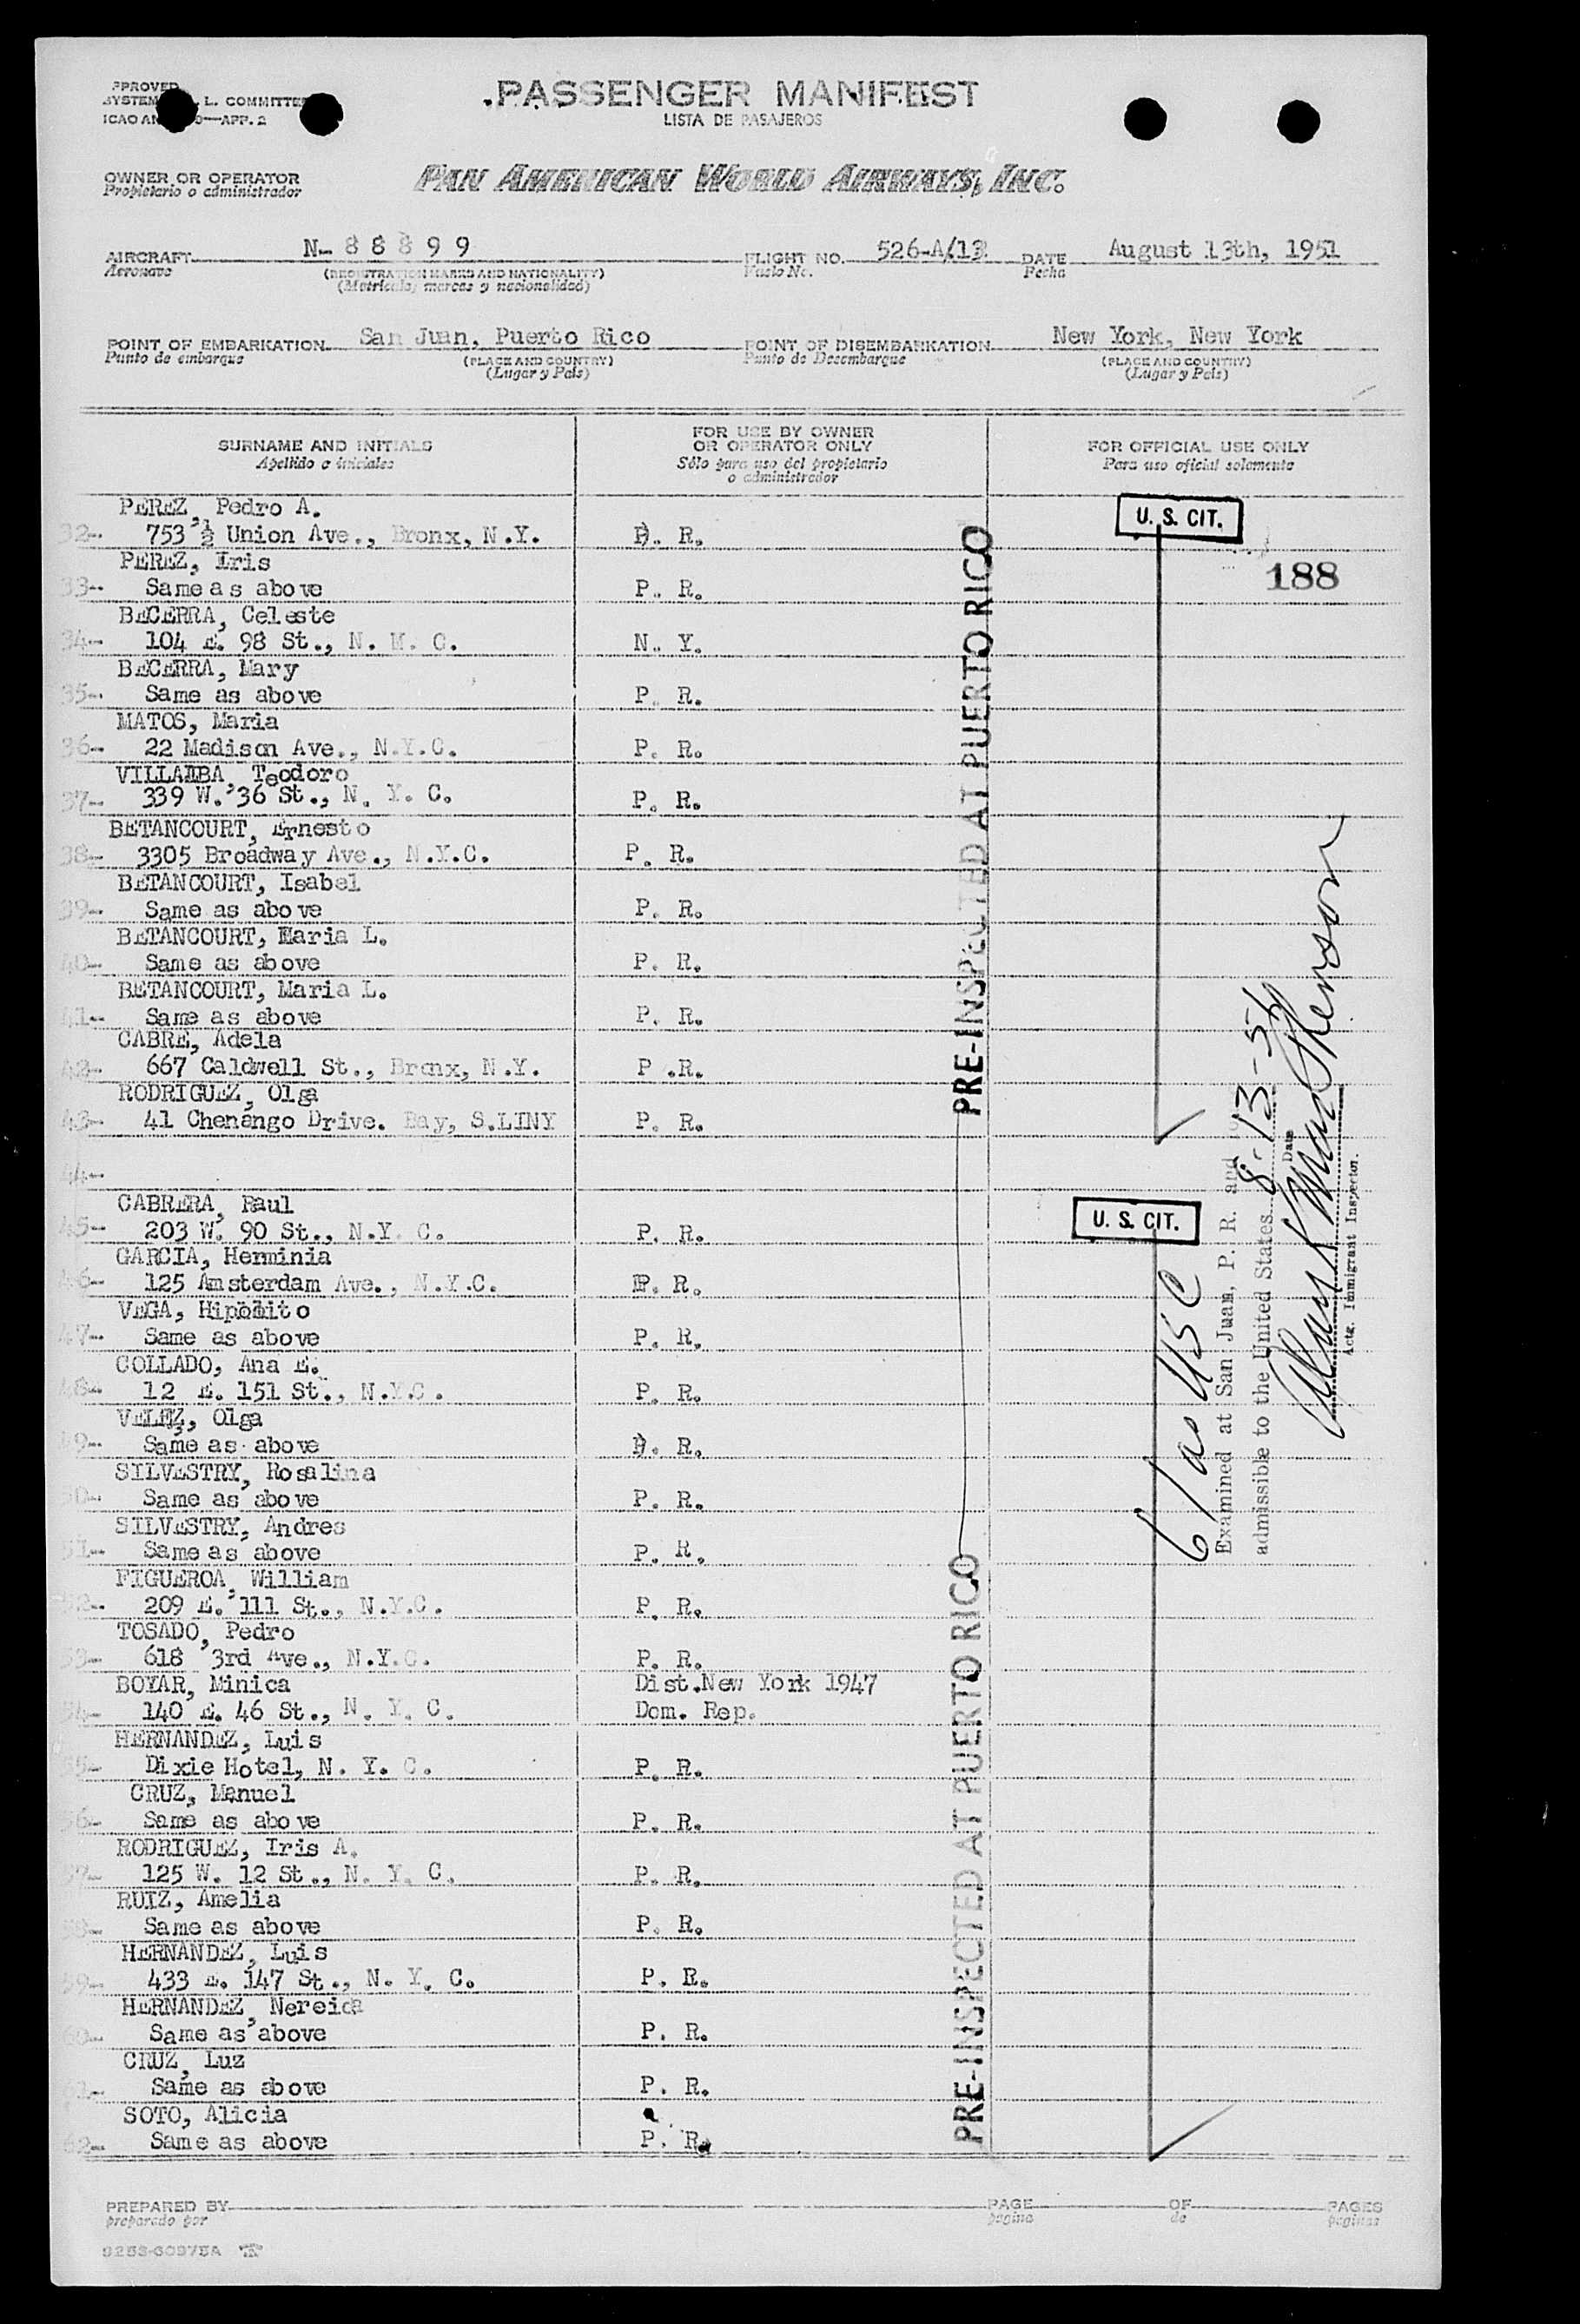 PASSENGER MANIFEST
LISTA DE PASAJEROS
L. COMMITTEE
APP. 2
OWNER OR OPERATOR
Propietario o administrador
PAN AMERICAN WORLD AIRWAYS, INC.
AIRCRAFT N-88899 FLIGHT NO. 526-A/13 DATE August 13th, 1951
Aeronave (REGISTRATION MARKS AND NATIONALITY) Vuelo No. Fecha
(Matricula, marcas y nacionalidad)
POINT OF EMBARKATION San Juan, Puerto Rico POINT OF DISEMBARKATION New York, New York
Punto de embarque (PLACE AND COUNTRY) Punto de Desembarque (PLACE AND COUNTRY)
(Lugar y Pais) (Lugar y Pais)
SURNAME AND INITIALS FOR USE BY OWNER OR OPERATOR ONLY FOR OFFICIAL USE ONLY
Apellido e iniciales Sólo para uso del propietario o administrador Para uso oficial solamente
PEREZ, Pedro A.
32-- 753 ½ Union Ave., Bronx, N.Y. P. R.
PEREZ, Iris
33-- Same as above P. R.
BECERRA, Celeste
34-- 104 E. 98 St., N. Y. C. N. Y.
BECERRA, Mary
35-- Same as above P. R.
MATOS, Maria
36-- 22 Madison Ave., N.Y.C. P. R.
VILLALBA, Teodoro
37-- 339 W. 36 St., N. Y. C. P. R.
BETANCOURT, Ernesto
38-- 3305 Broadway Ave., N.Y.C. P. R.
BETANCOURT, Isabel
39-- Same as above P. R.
BETANCOURT, Maria L.
40-- Same as above P. R.
BETANCOURT, Maria L.
41-- Same as above P. R.
CABRE, Adela
42-- 667 Caldwell St., Bronx, N.Y. P .R.
RODRIGUEZ, Olga
43-- 41 Chenango Drive. Bay, S.LINY P. R.
44--
CABRERA, Raul
45-- 203 W. 90 St., N.Y. C. P. R.
GARCIA, Herminia
46-- 125 Amsterdam Ave., N.Y.C. P. R.
VEGA, Hipolito
47-- Same as above P. R.
COLLADO, Ana E.
48-- 12 E. 151 St., N.Y.C. P. R.
VELEZ, Olga
49-- Same as above P. R.
SILVESTRY, Rosalina
50-- Same as above P. R.
SILVESTRY, Andres
51-- Same as above P. R.
FIGUEROA, William
52-- 209 E. 111 St., N.Y.C. P. R.
TOSADO, Pedro
53-- 618 3rd Ave., N.Y.C. P. R.
BOYAR, Minica Dist.New York 1947
54-- 140 E. 46 St., N. Y. C. Dom. Rep.
HERNANDEZ, Luis
55-- Dixie Hotel, N. Y. C. P. R.
CRUZ, Manuel
56-- Same as above P. R.
RODRIGUEZ, Iris A.
57-- 125 W. 12 St., N. Y. C. P. R.
RUIZ, Amelia
58-- Same as above P. R.
HERNANDEZ, Luis
59-- 433 E. 147 St., N. Y. C. P. R.
HERNANDEZ, Nereida
60-- Same as above P. R.
CRUZ, Luz
61-- Same as above P. R.
SOTO, Alicia
62-- Same as above P. R.
PRE-INSPECTED AT PUERTO RICO
PRE-INSPECTED AT PUERTO RICO
U. S. CIT.
188
U. S. CIT.
61 as USC
Examined at San Juan, P. R. and
admissible to the United States 8-13-51
Date
Actg. Immigrant Inspector.
PREPARED BY PAGE OF PAGES
preparado por pagina de paginas